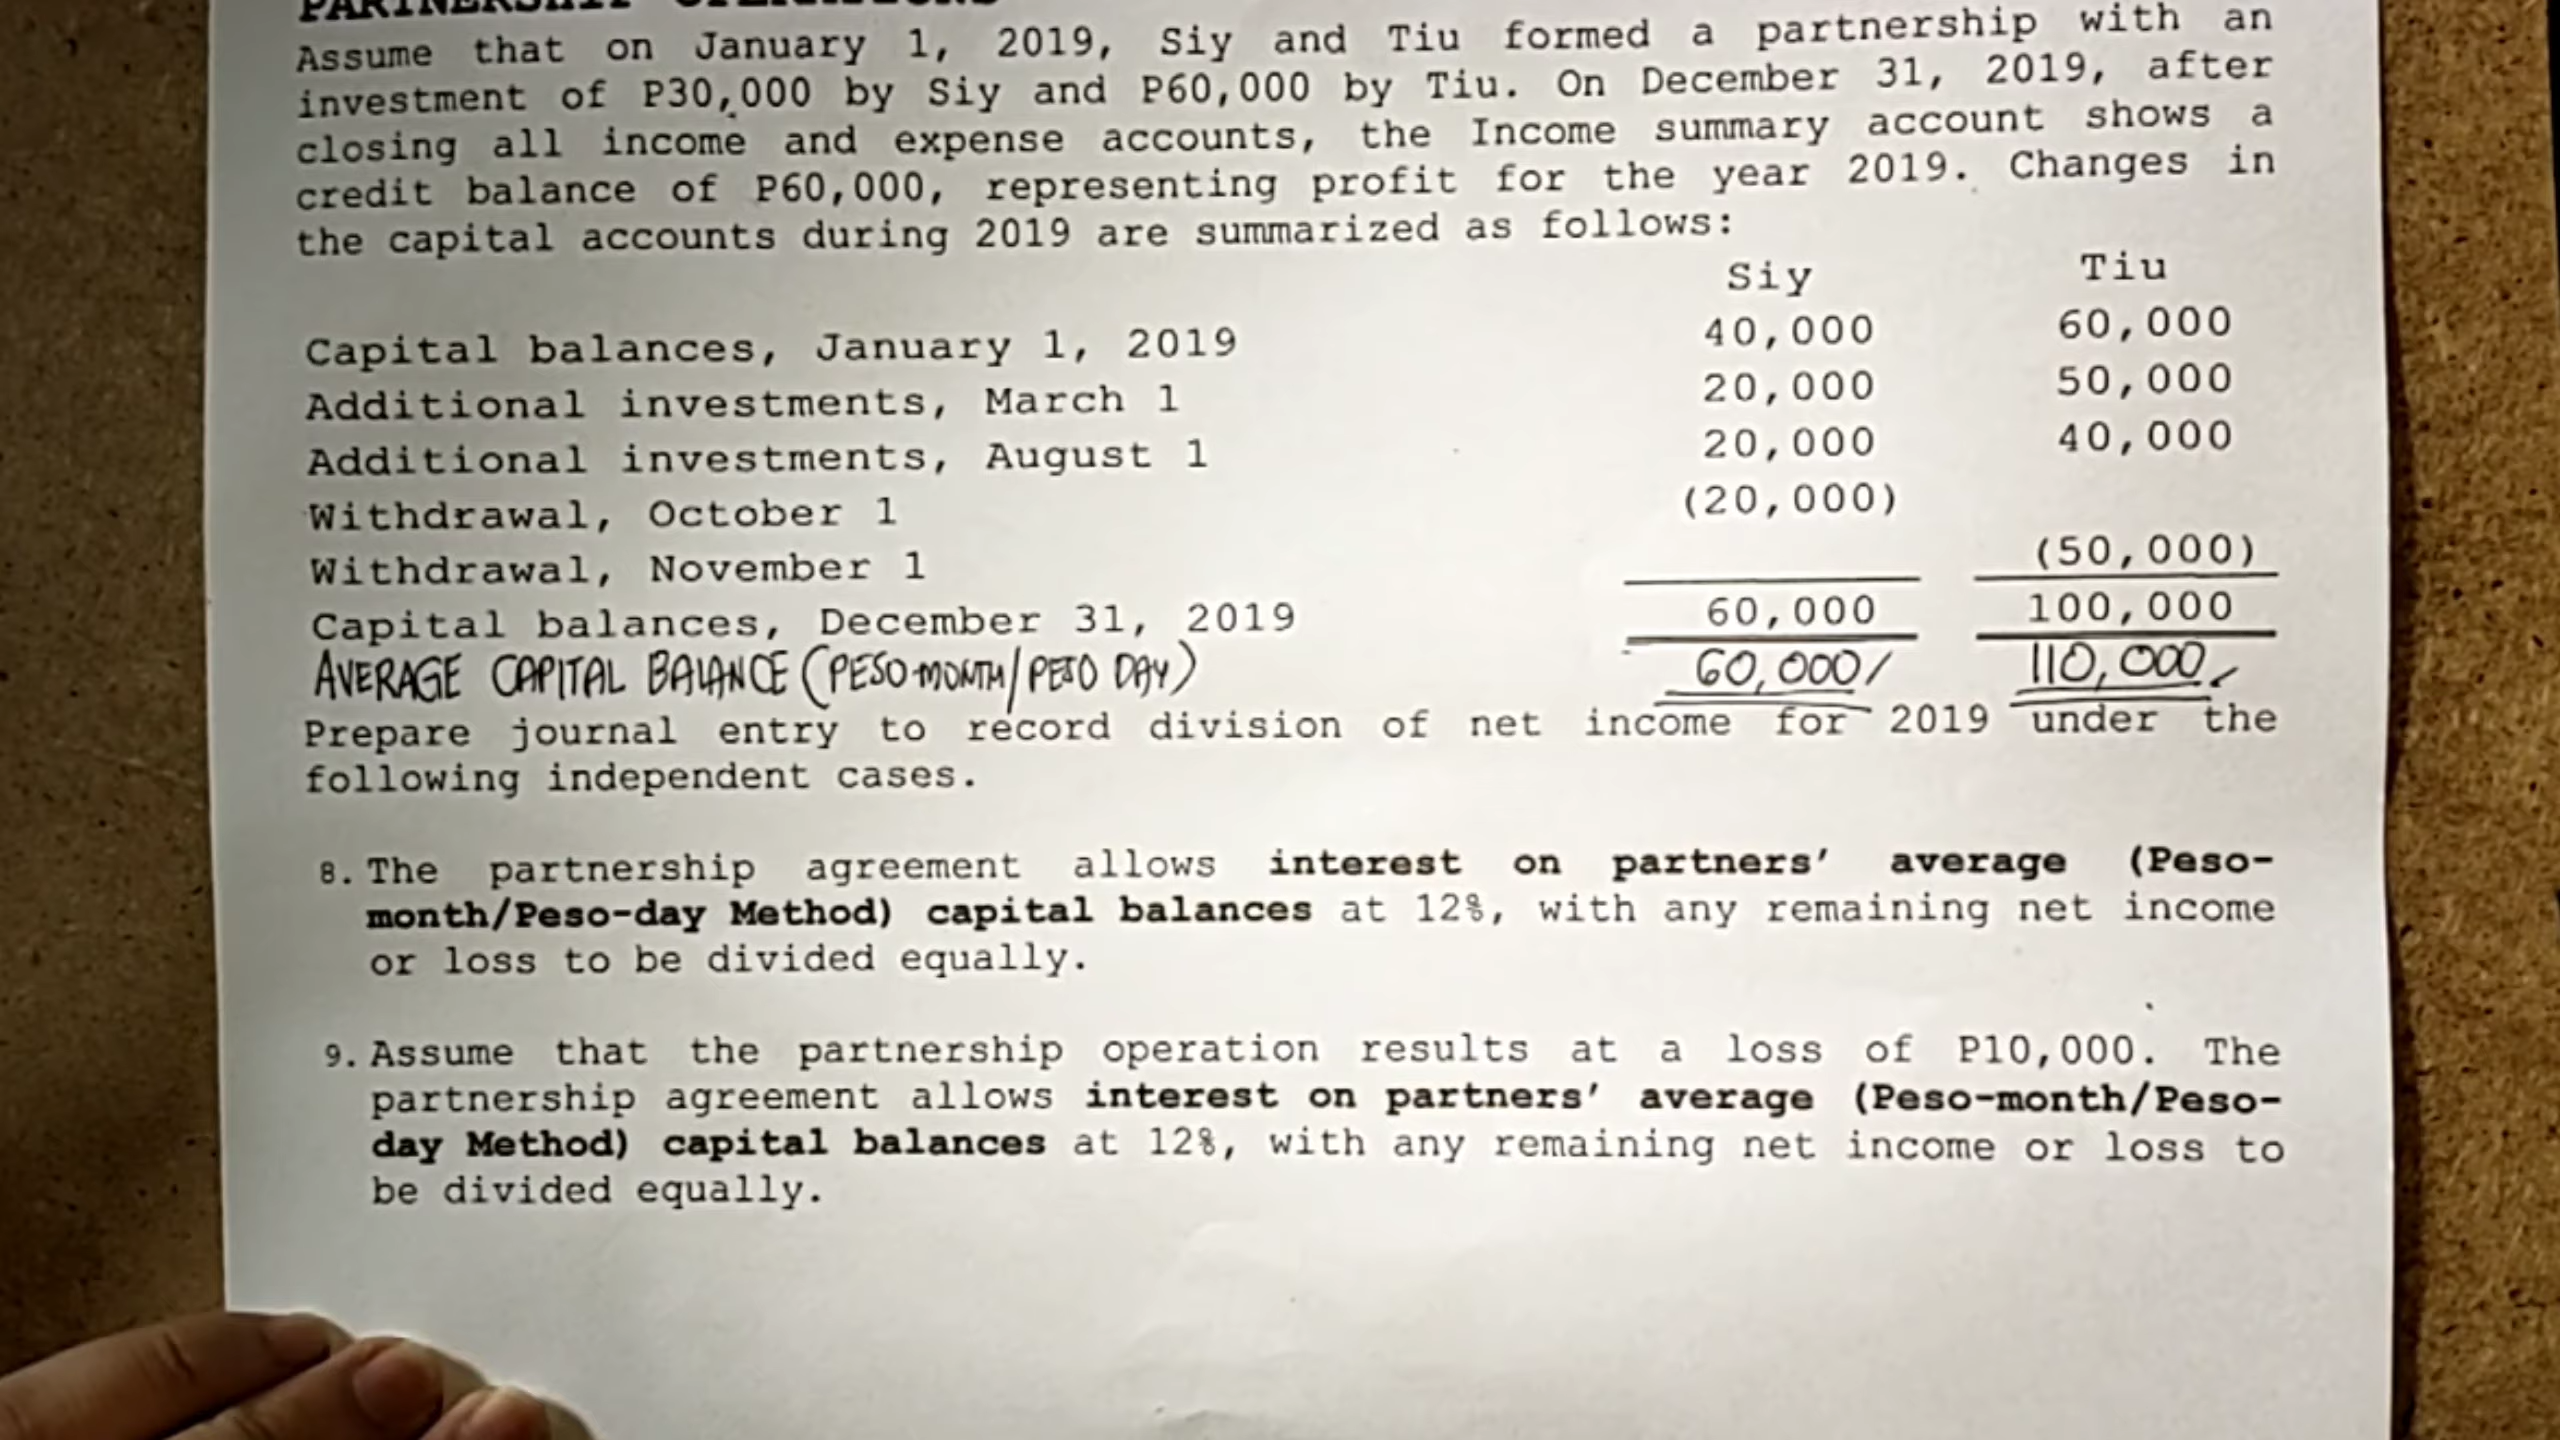 PARTNERSHIP OPERATIONS
Assume that on January 1, 2019, Siy and Tiu formed a partnership with an
investment of P30,000 by Siy and P60,000 by Tiu. On December 31, 2019, after
closing all income and expense accounts, the Income summary account shows a
credit balance of P60,000, representing profit for the year 2019. Changes in
the capital accounts during 2019 are summarized as follows:
Siy Tiu
Capital balances, January 1, 2019 40,000 60,000
Additional investments, March 1 20,000 50,000
Additional investments, August 1 20,000 40,000
Withdrawal, October 1 (20,000)
Withdrawal, November 1 (50,000)
Capital balances, December 31, 2019 60,000 100,000
AVERAGE CAPITAL BALANCE (PESO-MONTH/PESO DAY) 60,000/ 110,000/
Prepare journal entry to record division of net income for 2019 under the
following independent cases.
8. The partnership agreement allows interest on partners' average (Peso-
month/Peso-day Method) capital balances at 12%, with any remaining net income
or loss to be divided equally.
9. Assume that the partnership operation results at a loss of P10,000. The
partnership agreement allows interest on partners' average (Peso-month/Peso-
day Method) capital balances at 12%, with any remaining net income or loss to
be divided equally.